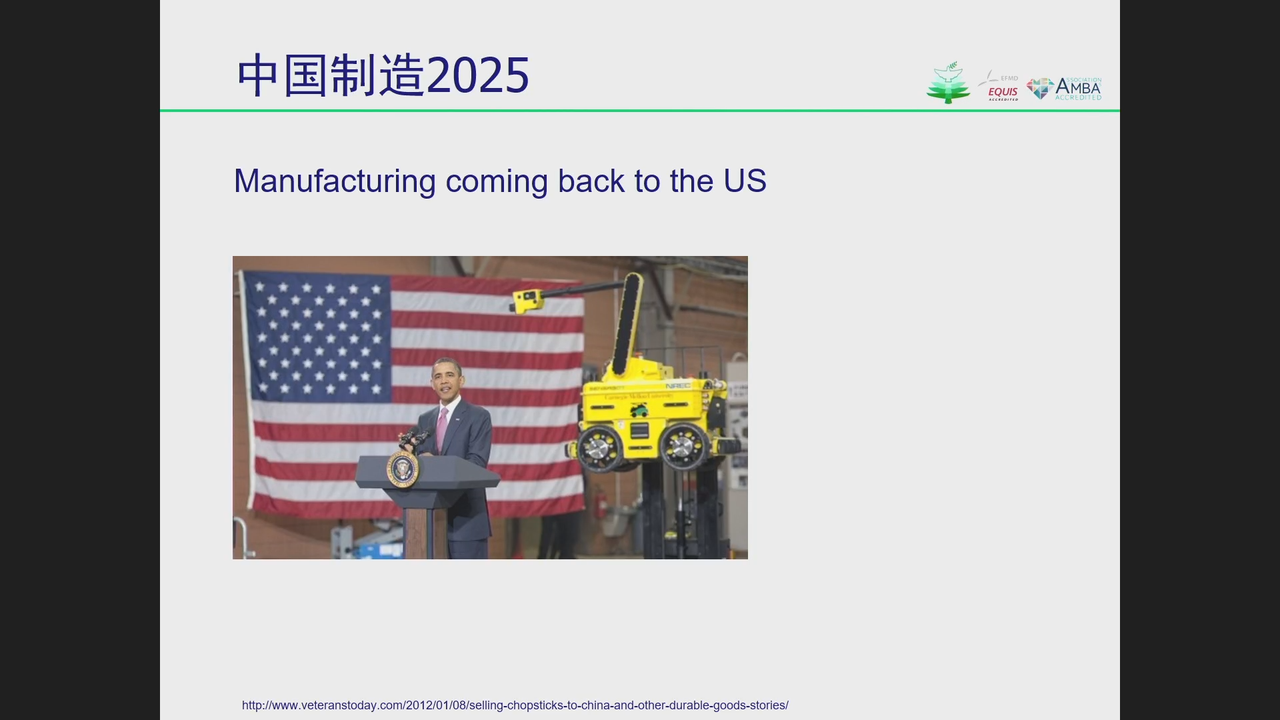 中国制造2025
EFMD
EQUIS
ACCREDITED
ASSOCIATION
AMBA
ACCREDITED
Manufacturing coming back to the US
NREC
Carnegie Mellon University
http://www.veteranstoday.com/2012/01/08/selling-chopsticks-to-china-and-other-durable-goods-stories/